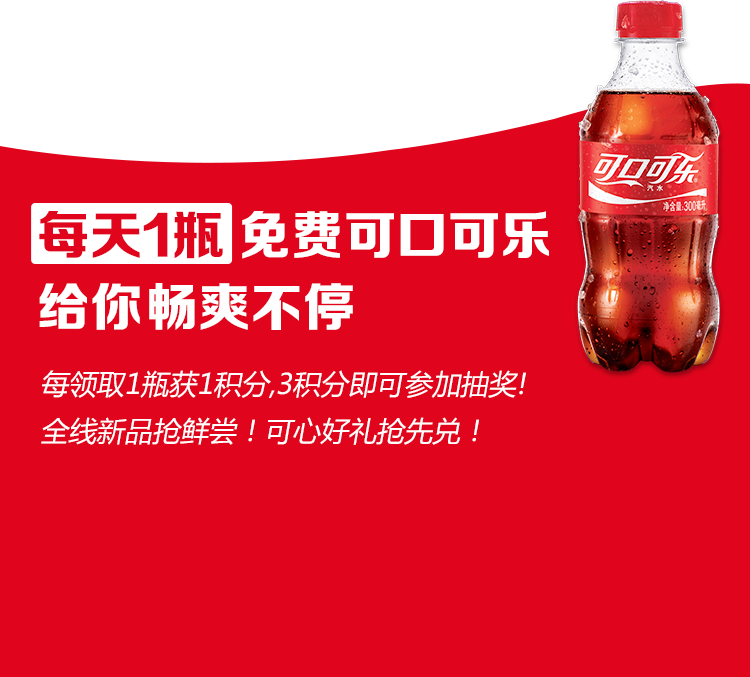 可口可乐
汽水
净含量:300毫升
每天1瓶 免费可口可乐
给你畅爽不停
每领取1瓶获1积分,3积分即可参加抽奖!
全线新品抢鲜尝！可心好礼抢先兑！